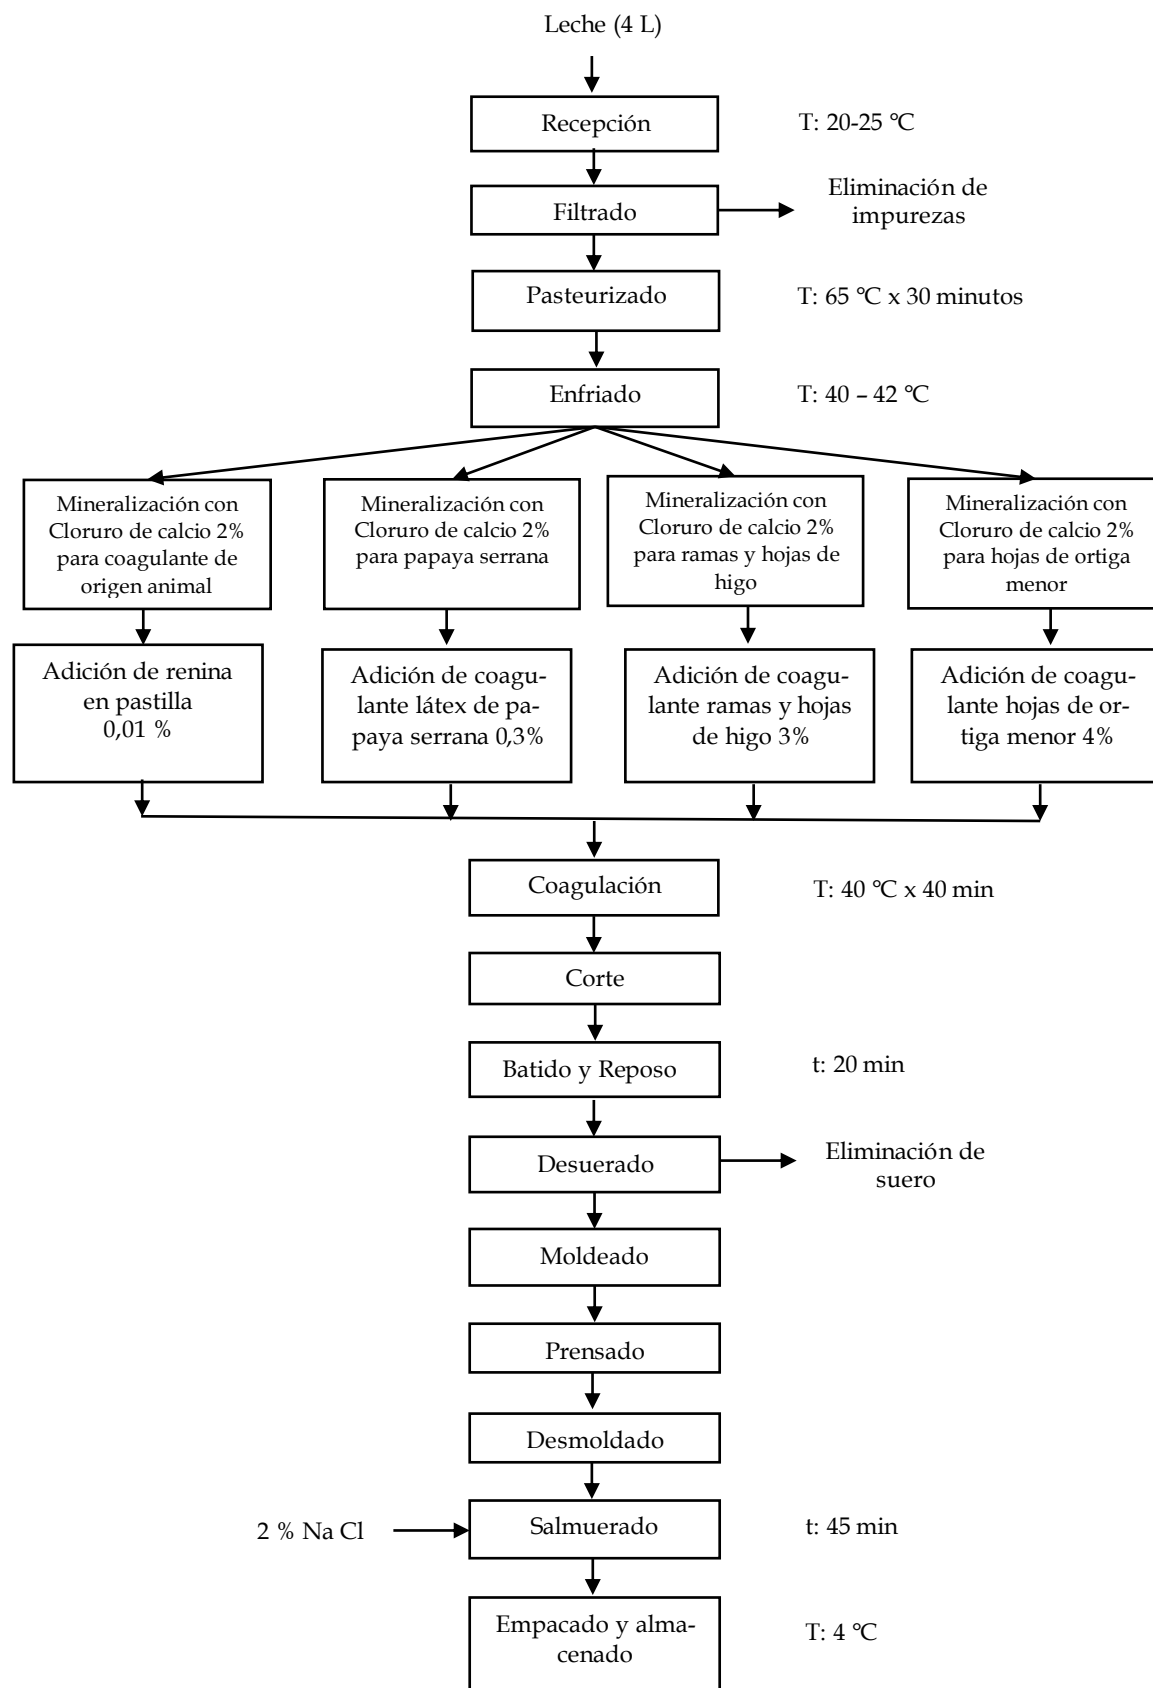 Leche (4 L)
Recepción
T: 20-25 °C
Filtrado
Eliminación de
impurezas
Pasteurizado
T: 65 °C x 30 minutos
Enfriado
T: 40 – 42 °C
Mineralización con
Cloruro de calcio 2%
para coagulante de
origen animal
Mineralización con
Cloruro de calcio 2%
para papaya serrana
Mineralización con
Cloruro de calcio 2%
para ramas y hojas de
higo
Mineralización con
Cloruro de calcio 2%
para hojas de ortiga
menor
Adición de renina
en pastilla
0,01 %
Adición de coagu-
lante látex de pa-
paya serrana 0,3%
Adición de coagu-
lante ramas y hojas
de higo 3%
Adición de coagu-
lante hojas de or-
tiga menor 4%
Coagulación
T: 40 °C x 40 min
Corte
Batido y Reposo
t: 20 min
Desuerado
Eliminación de
suero
Moldeado
Prensado
Desmoldado
2 % Na Cl
Salmuerado
t: 45 min
Empacado y alma-
cenado
T: 4 °C